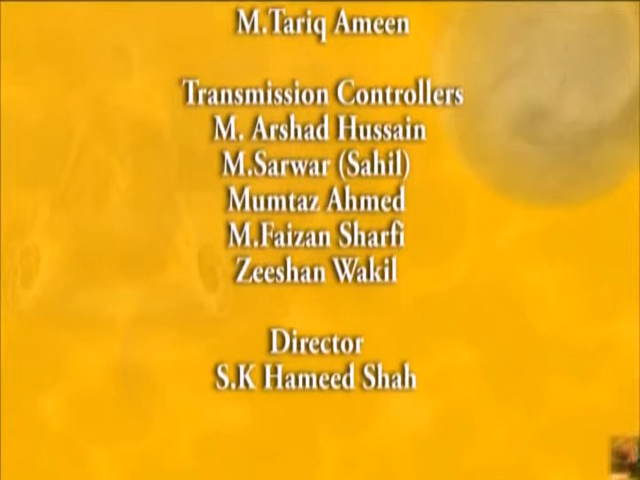 M.Tariq Ameen
Transmission Controllers
M. Arshad Hussain
M.Sarwar (Sahil)
Mumtaz Ahmed
M.Faizan Sharfi
Zeeshan Wakil
Director
S.K Hameed Shah